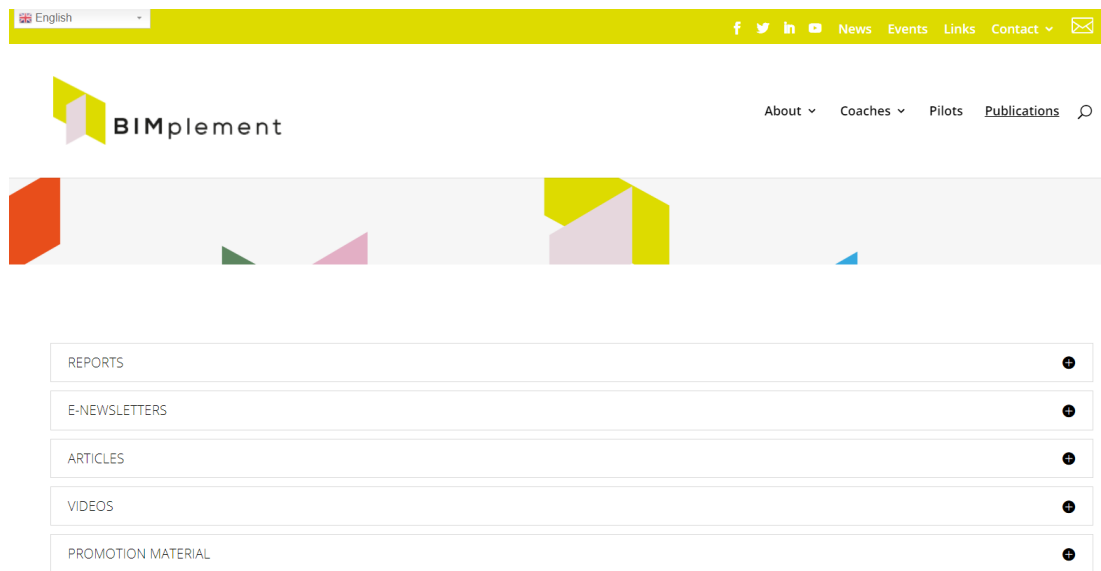 English
News Events Links Contact
BIMplement
About Coaches Pilots Publications
REPORTS
E-NEWSLETTERS
ARTICLES
VIDEOS
PROMOTION MATERIAL